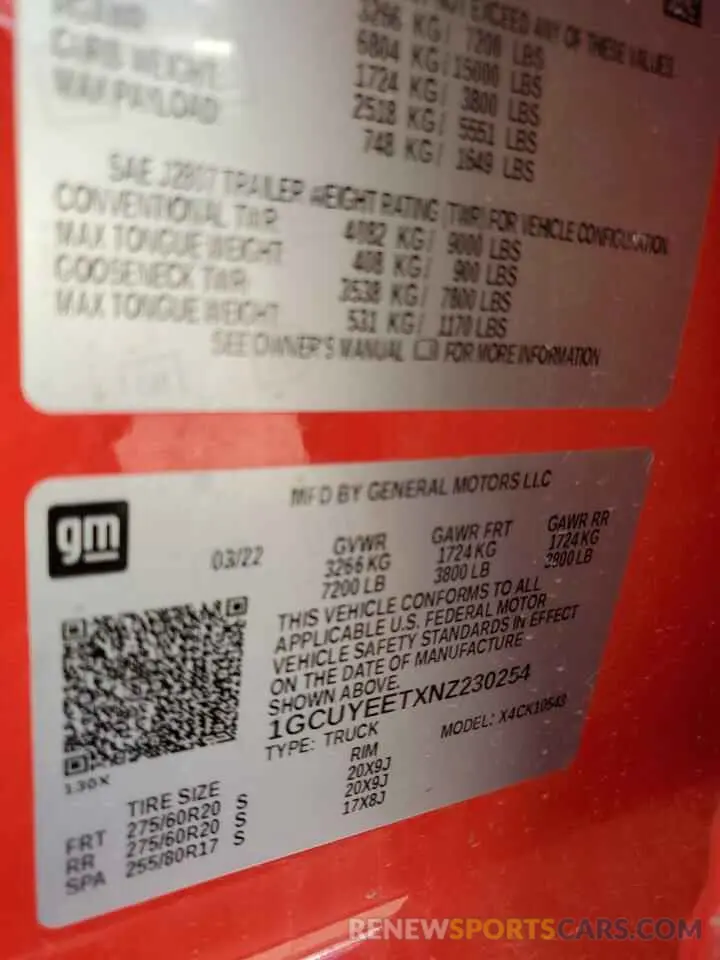 NOT EXCEED ANY OF THESE VALUES
3266 KG/ 7200 LBS
6804 KG/ 15000 LBS
1724 KG/ 3800 LBS
CURB WEIGHT 2518 KG/ 5551 LBS
MAX PAYLOAD 748 KG/ 1649 LBS
SAE J2807 TRAILER WEIGHT RATING (TWR) FOR VEHICLE CONFIGURATION
CONVENTIONAL TWR 4082 KG/ 9000 LBS
MAX TONGUE WEIGHT 408 KG/ 900 LBS
GOOSENECK TWR 3538 KG/ 7800 LBS
MAX TONGUE WEIGHT 531 KG/ 1170 LBS
SEE OWNER'S MANUAL FOR MORE INFORMATION
gm
MFD BY GENERAL MOTORS LLC
03/22 GVWR GAWR FRT GAWR RR
3266 KG 1724 KG 1724 KG
7200 LB 3800 LB 3800 LB
THIS VEHICLE CONFORMS TO ALL
APPLICABLE U.S. FEDERAL MOTOR
VEHICLE SAFETY STANDARDS IN EFFECT
ON THE DATE OF MANUFACTURE
SHOWN ABOVE.
1GCUYEETXNZ230254
TYPE: TRUCK MODEL: X4CK10543
1.30X
TIRE SIZE RIM
FRT 275/60R20 S 20X9J
RR 275/60R20 S 20X9J
SPA 255/80R17 S 17X8J
RENEWSPORTSCARS.COM